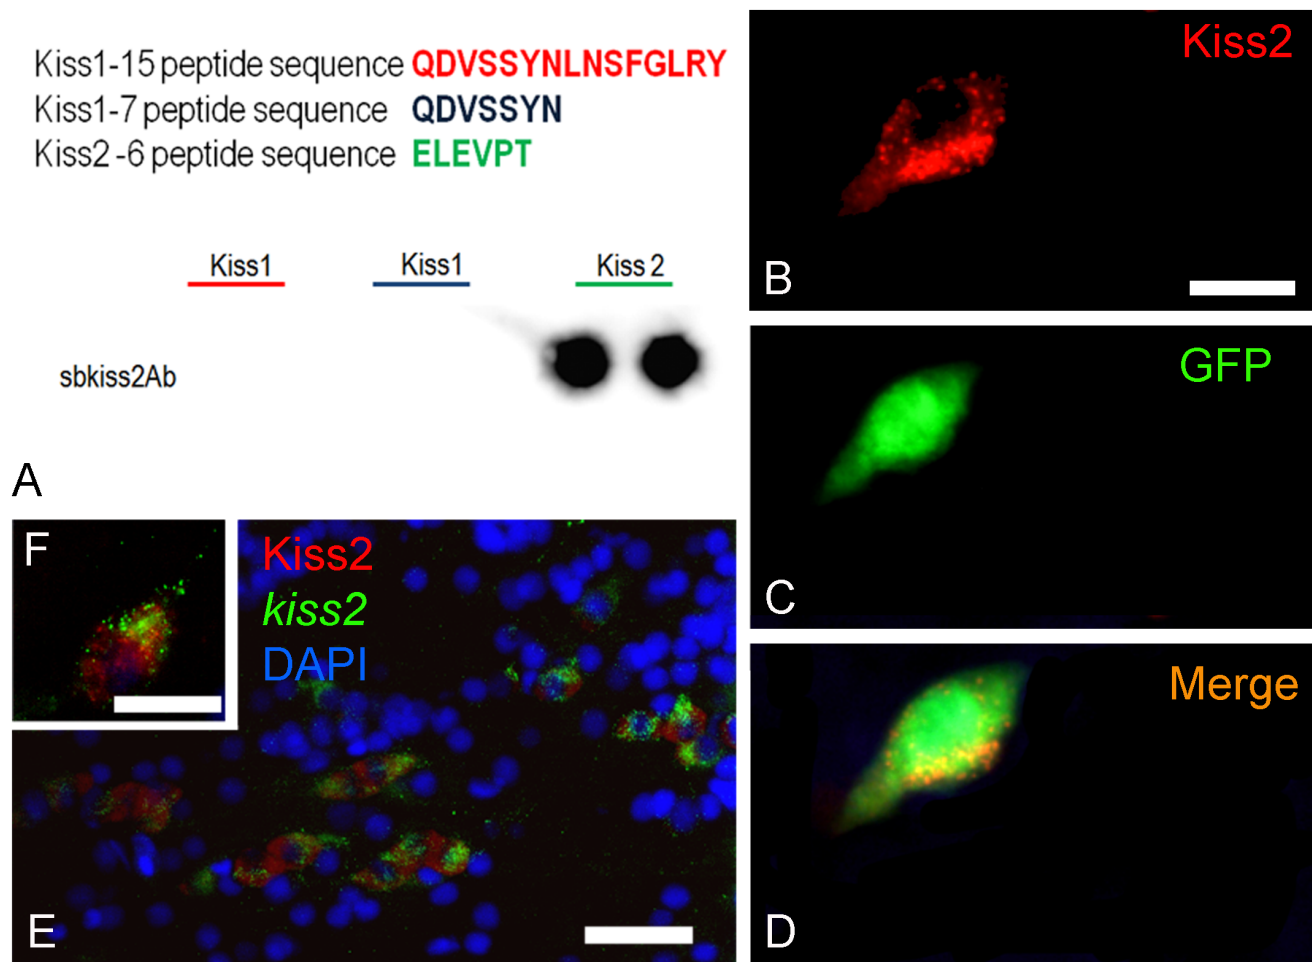 Kiss1-15 peptide sequence QDVSSYNLNSFGLRY
Kiss1-7 peptide sequence QDVSSYN
Kiss2 -6 peptide sequence ELEVPT
Kiss1 Kiss1 Kiss 2
sbkiss2Ab
A
Kiss2
B
GFP
C
Merge
D
F
Kiss2
kiss2
DAPI
E